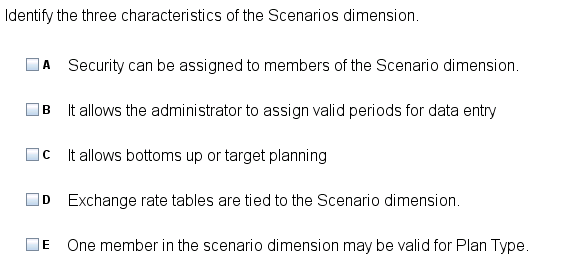 Identify the three characteristics of the Scenarios dimension.
A Security can be assigned to members of the Scenario dimension.
B It allows the administrator to assign valid periods for data entry
C It allows bottoms up or target planning
D Exchange rate tables are tied to the Scenario dimension.
E One member in the scenario dimension may be valid for Plan Type.